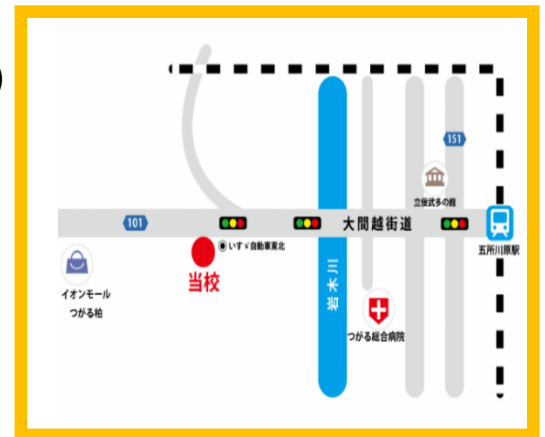 )
151
立佞武多の館
101
大間越街道
いすゞ自動車東北
五所川原駅
当校
イオンモール
つがる柏
岩木川
つがる総合病院